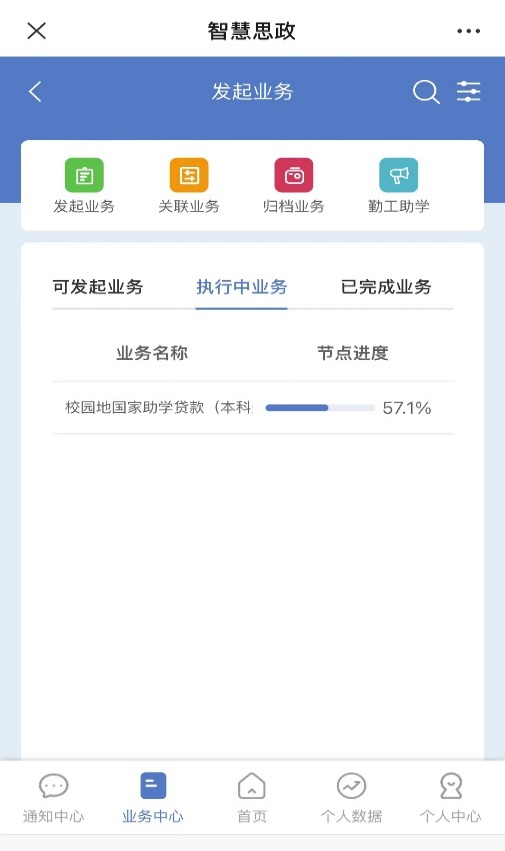 智慧思政
发起业务
发起业务 关联业务 归档业务 勤工助学
可发起业务 执行中业务 已完成业务
业务名称 节点进度
校园地国家助学贷款（本科 57.1%
通知中心 业务中心 首页 个人数据 个人中心